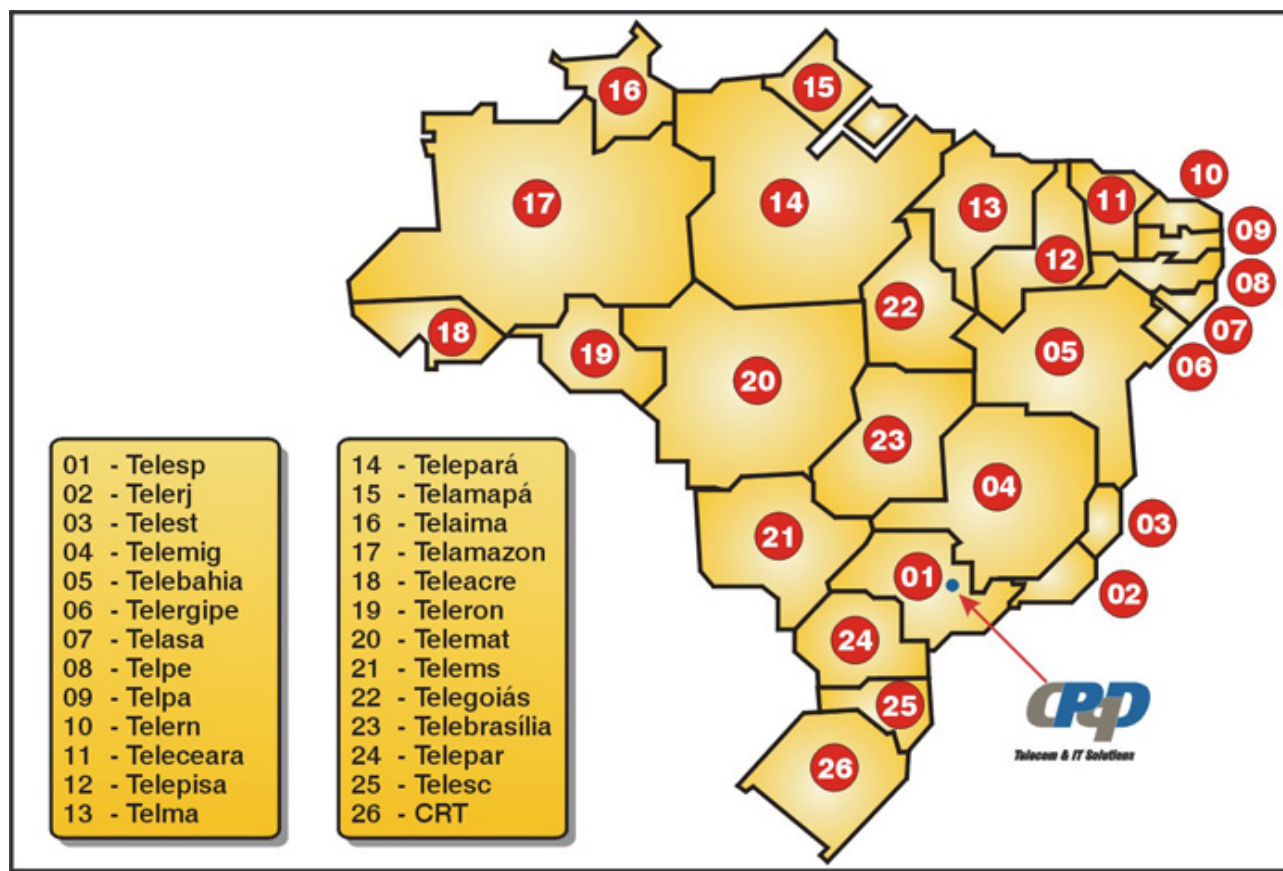 16
15
10
17
14
13
11
09
12
08
22
18
19
05
07
06
20
23
04
03
21
01
02
24
25
26
CPqD
Telecom & IT Solutions
01 - Telesp
02 - Telerj
03 - Telest
04 - Telemig
05 - Telebahia
06 - Telergipe
07 - Telasa
08 - Telpe
09 - Telpa
10 - Telern
11 - Teleceara
12 - Telepisa
13 - Telma
14 - Telepará
15 - Telamapá
16 - Telaima
17 - Telamazon
18 - Teleacre
19 - Teleron
20 - Telemat
21 - Telems
22 - Telegoiás
23 - Telebrasília
24 - Telepar
25 - Telesc
26 - CRT